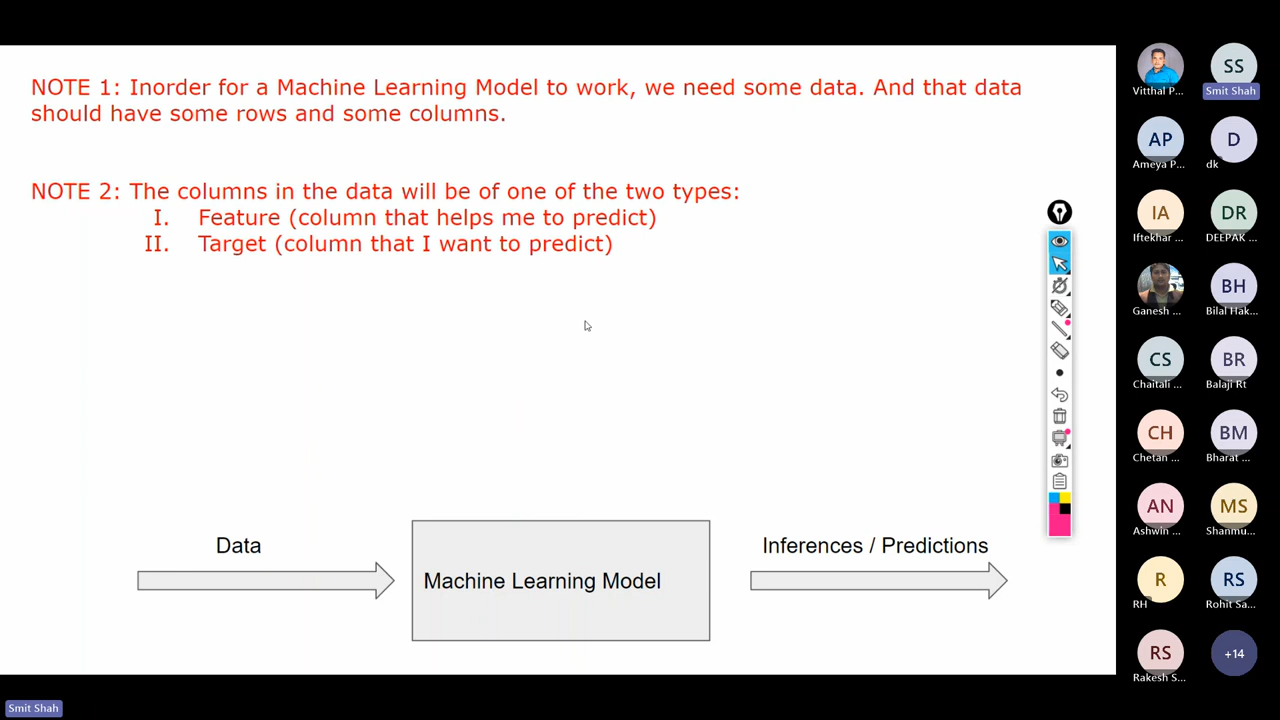 NOTE 1: Inorder for a Machine Learning Model to work, we need some data. And that data
should have some rows and some columns.
NOTE 2: The columns in the data will be of one of the two types:
I. Feature (column that helps me to predict)
II. Target (column that I want to predict)
Data
Machine Learning Model
Inferences / Predictions
Vitthal P...
SS
Smit Shah
AP
Ameya P...
D
dk
IA
Iftekhar ...
DR
DEEPAK ...
Ganesh ...
BH
Bilal Hak...
CS
Chaitali ...
BR
Balaji Rt
CH
Chetan ...
BM
Bharat ...
AN
Ashwin ...
MS
Shanmu...
R
RH
RS
Rohit Sa...
RS
Rakesh S...
+14
Smit Shah